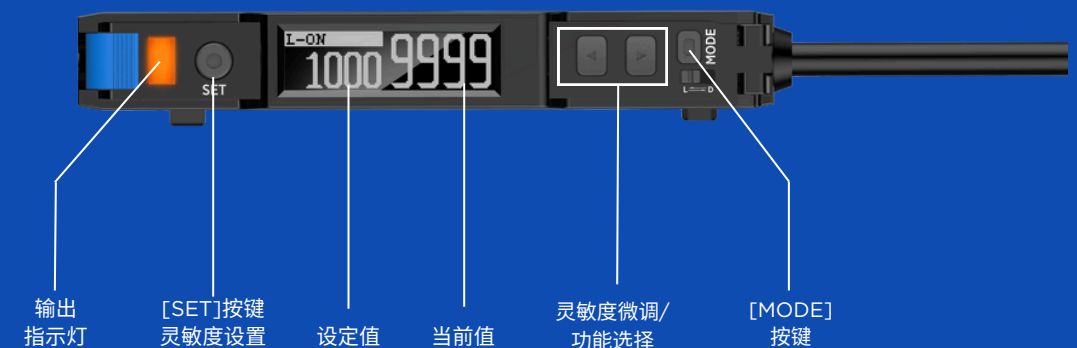 L-ON
1000 9999
SET
MODE
L D
输出
指示灯
[SET]按键
灵敏度设置
设定值
当前值
灵敏度微调/
功能选择
[MODE]
按键